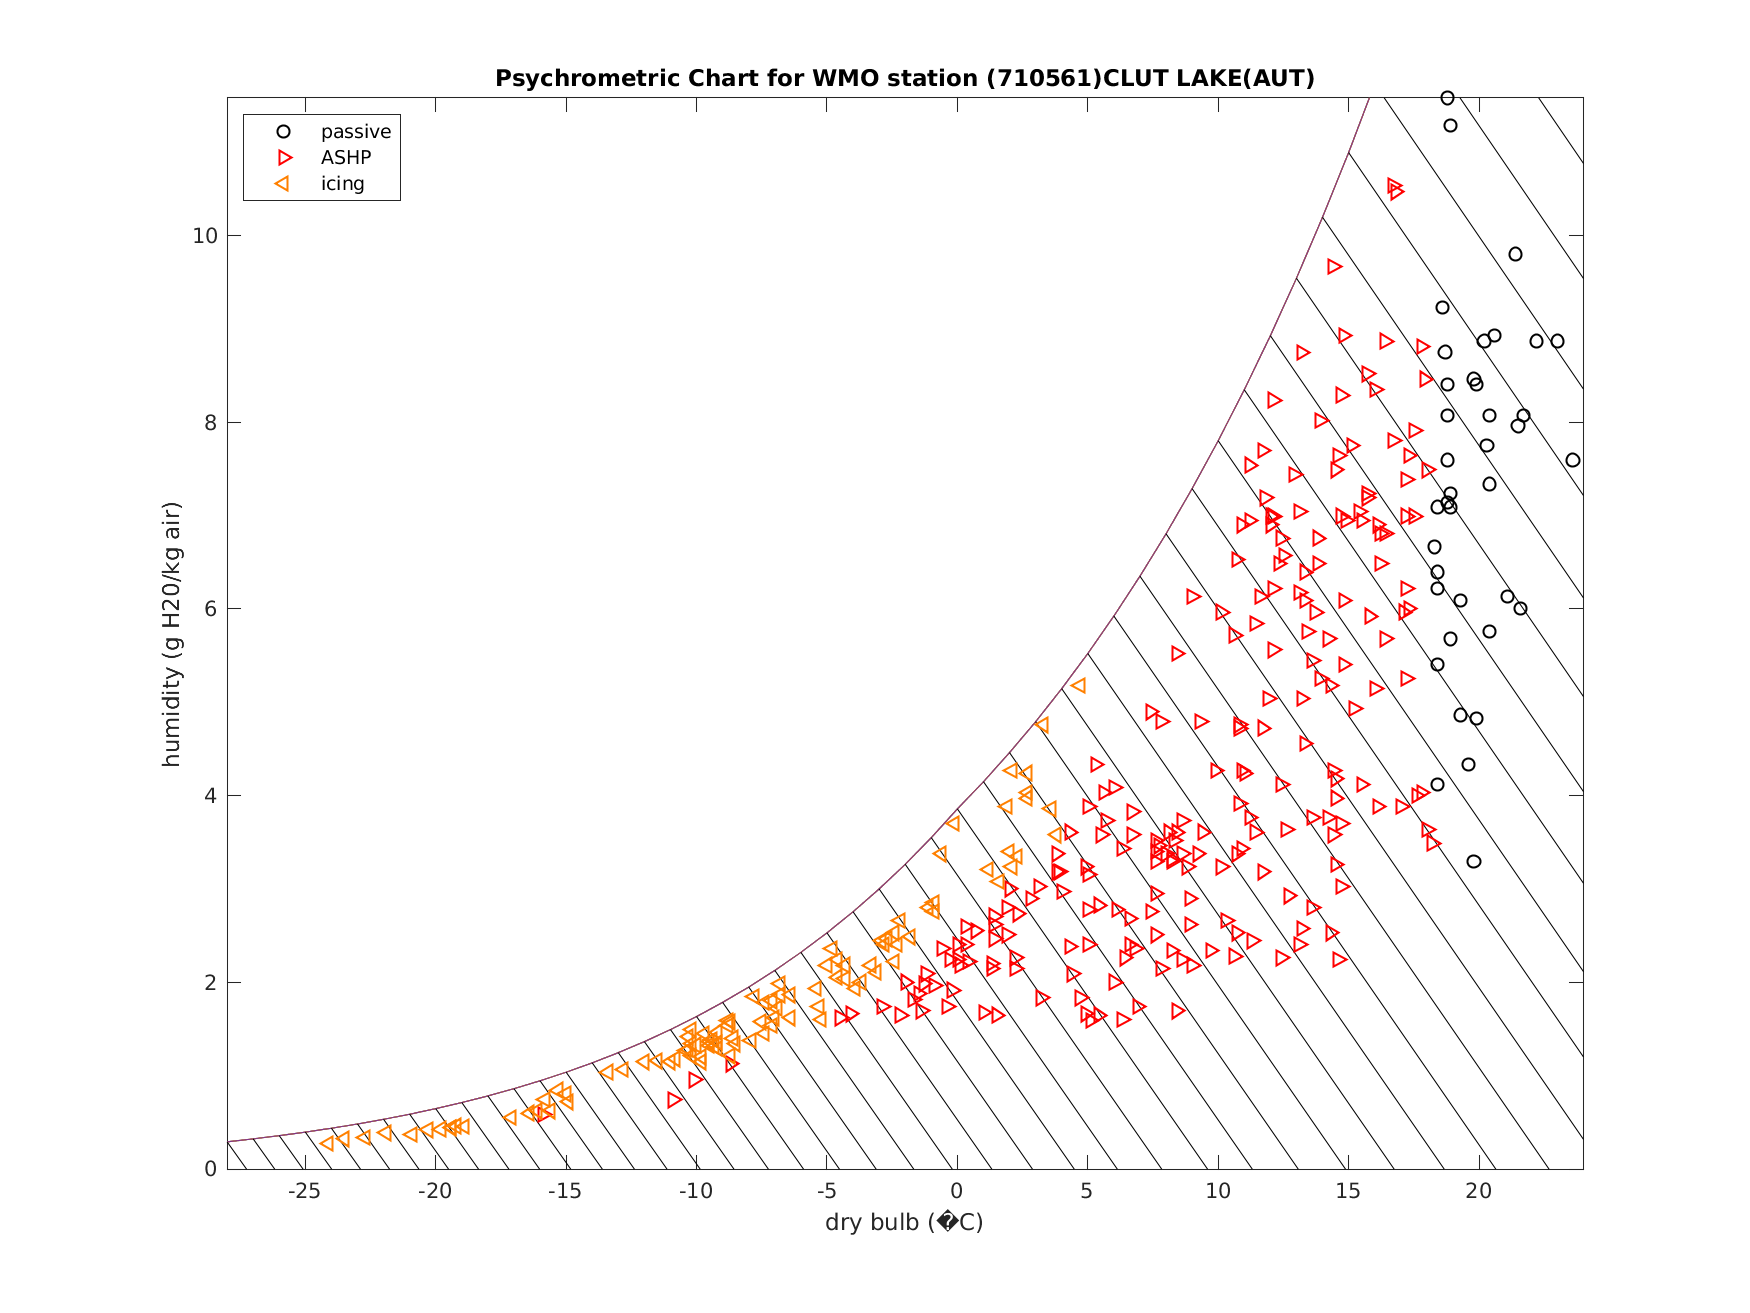 Psychrometric Chart for WMO station (710561)CLUT LAKE(AUT)
passive
ASHP
icing
10
8
6
4
2
0
humidity (g H20/kg air)
-25 -20 -15 -10 -5 0 5 10 15 20
dry bulb (�C)